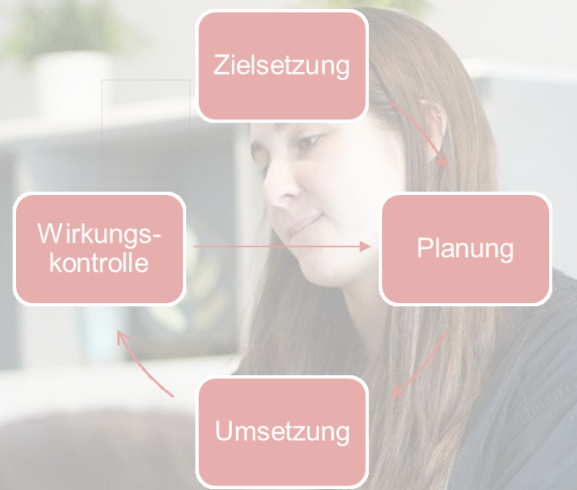 Zielsetzung
Wirkungs-
kontrolle
Planung
Umsetzung